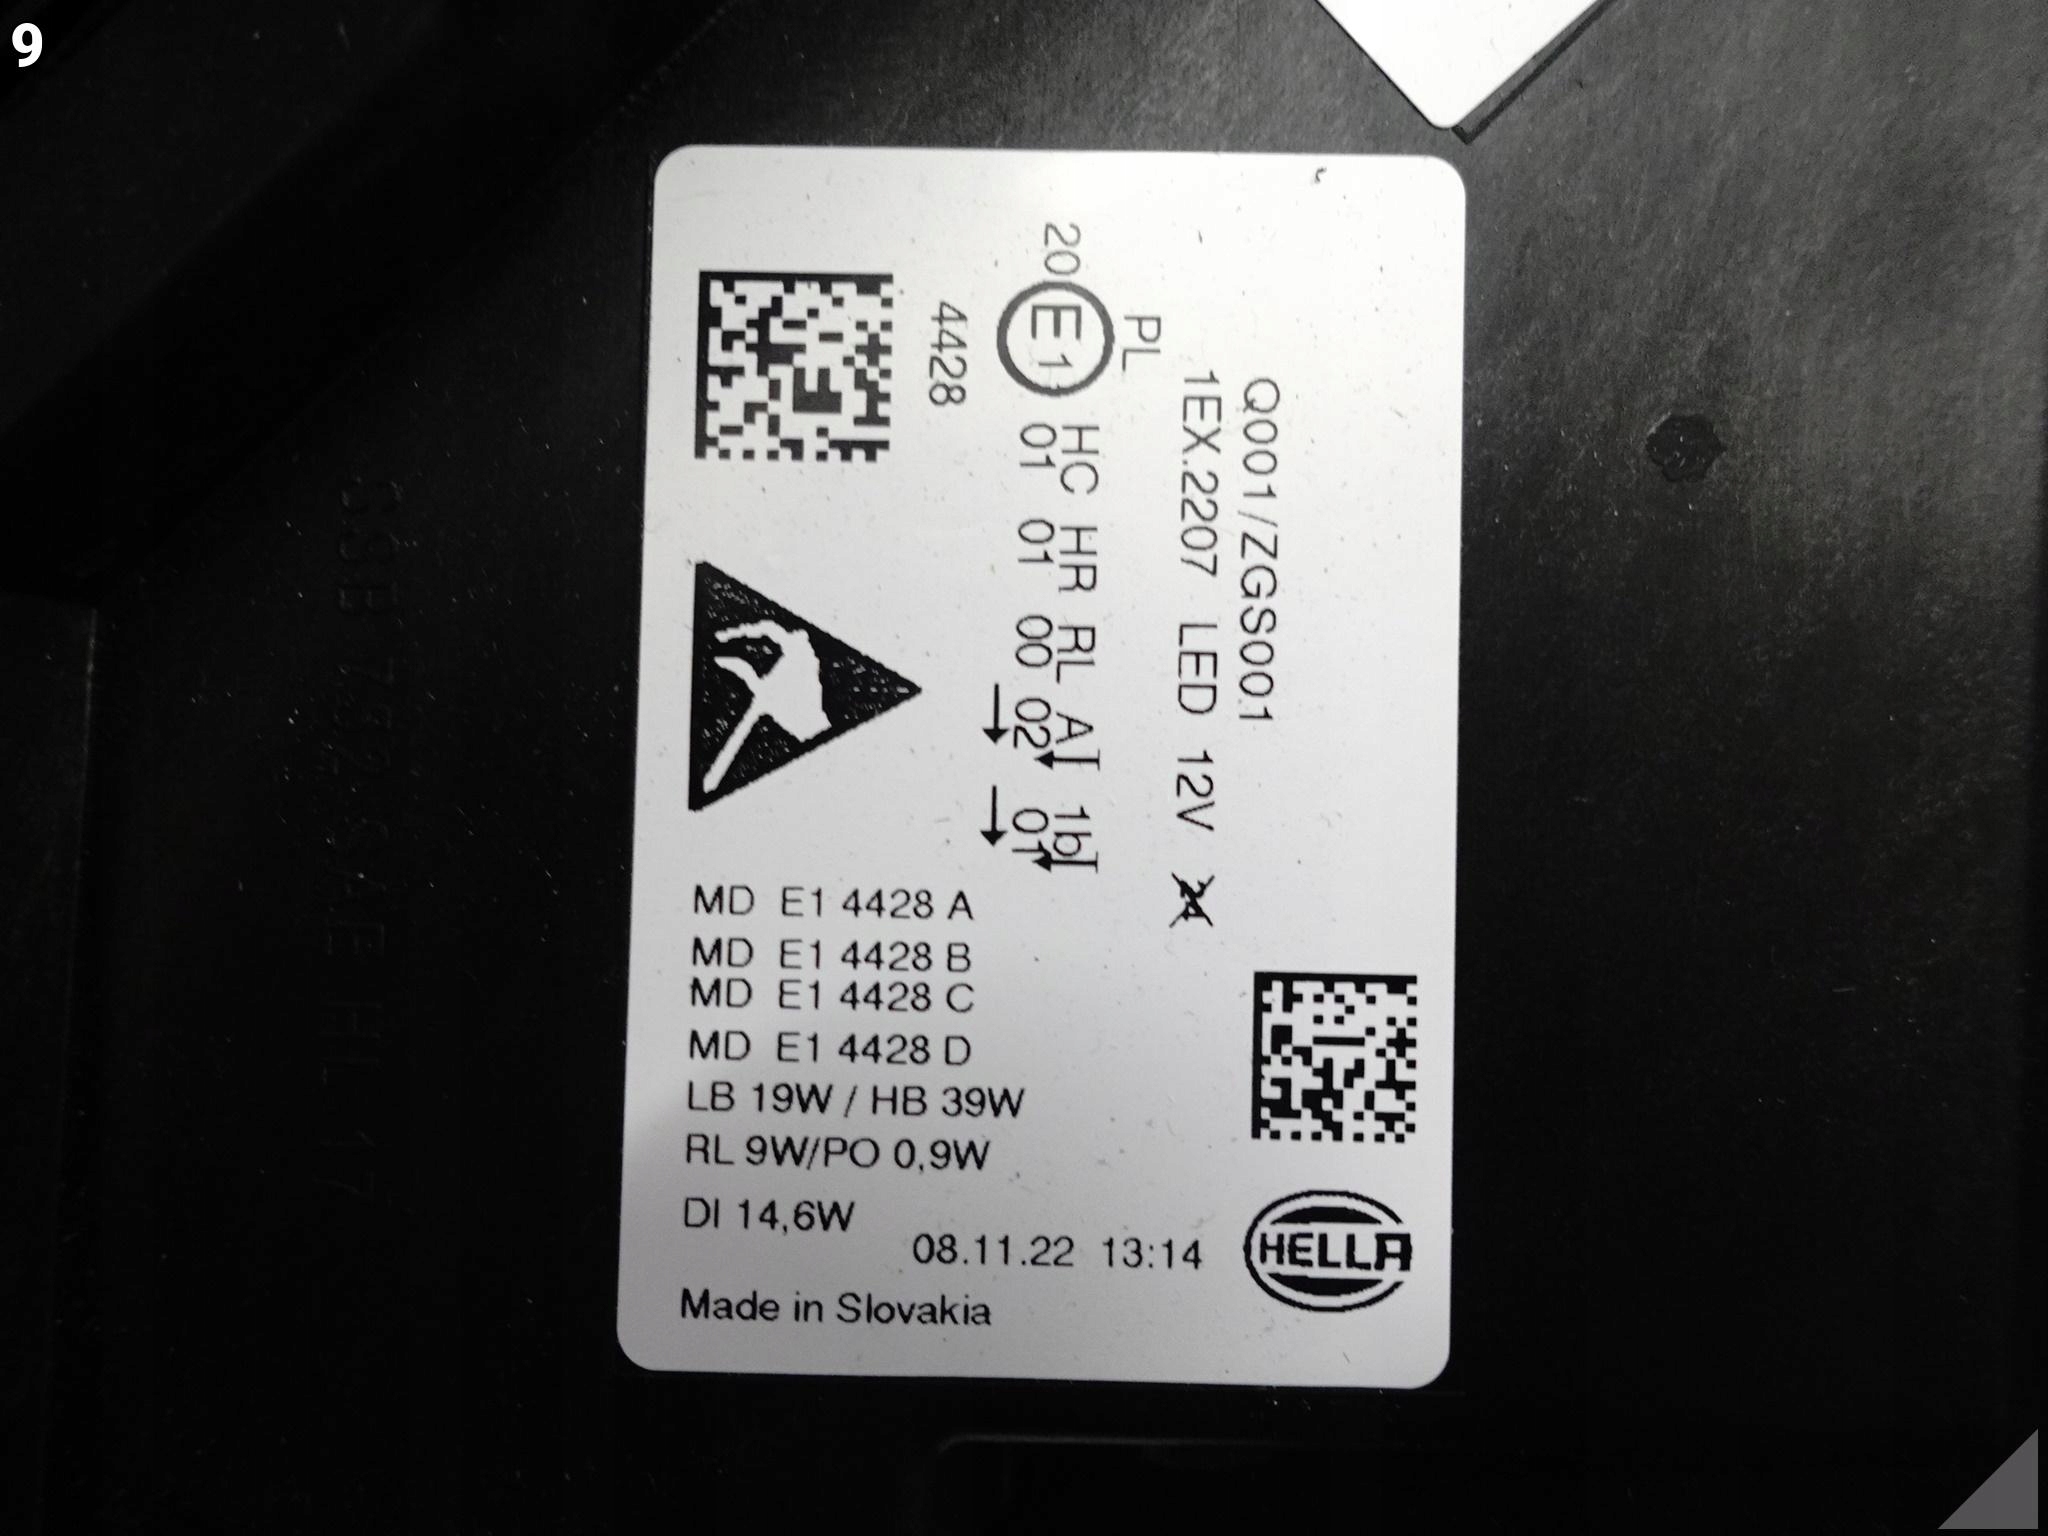 9
Q001/ZGS001
1EX.2207 LED 12V
PL
20 E1 HC HR RL AI 1bI
01 01 00 02 01
4428
MD E1 4428 A
MD E1 4428 B
MD E1 4428 C
MD E1 4428 D
LB 19W / HB 39W
RL 9W/PO 0,9W
DI 14,6W
08.11.22 13:14
HELLA
Made in Slovakia